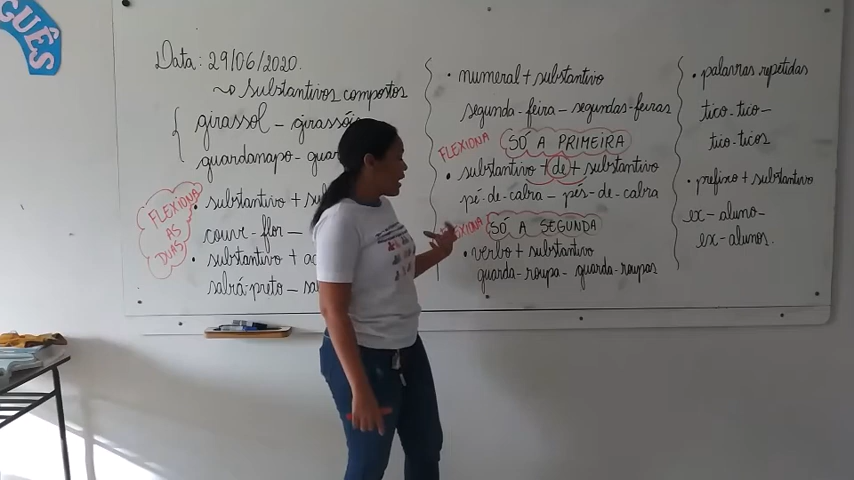 GUÊS
Data: 29/06/2020.
Substantivos compostos
girassol - girassóis
guardanapo - guar
FLEXIONA
AS
DUAS
substantivo + su
couve-flor -
substantivo +
sabiá-preto - sa
numeral + substantivo
segunda-feira - segundas-feiras
FLEXIONA SÓ A PRIMEIRA
substantivo + de + substantivo
pé-de-cabra - pés-de-cabra
SÓ A SEGUNDA
verbo + substantivo
guarda-roupa - guarda-roupas
palavras repetidas
tico-tico -
tico-ticos
prefixo + substantivo
ex-aluno -
ex-alunos.